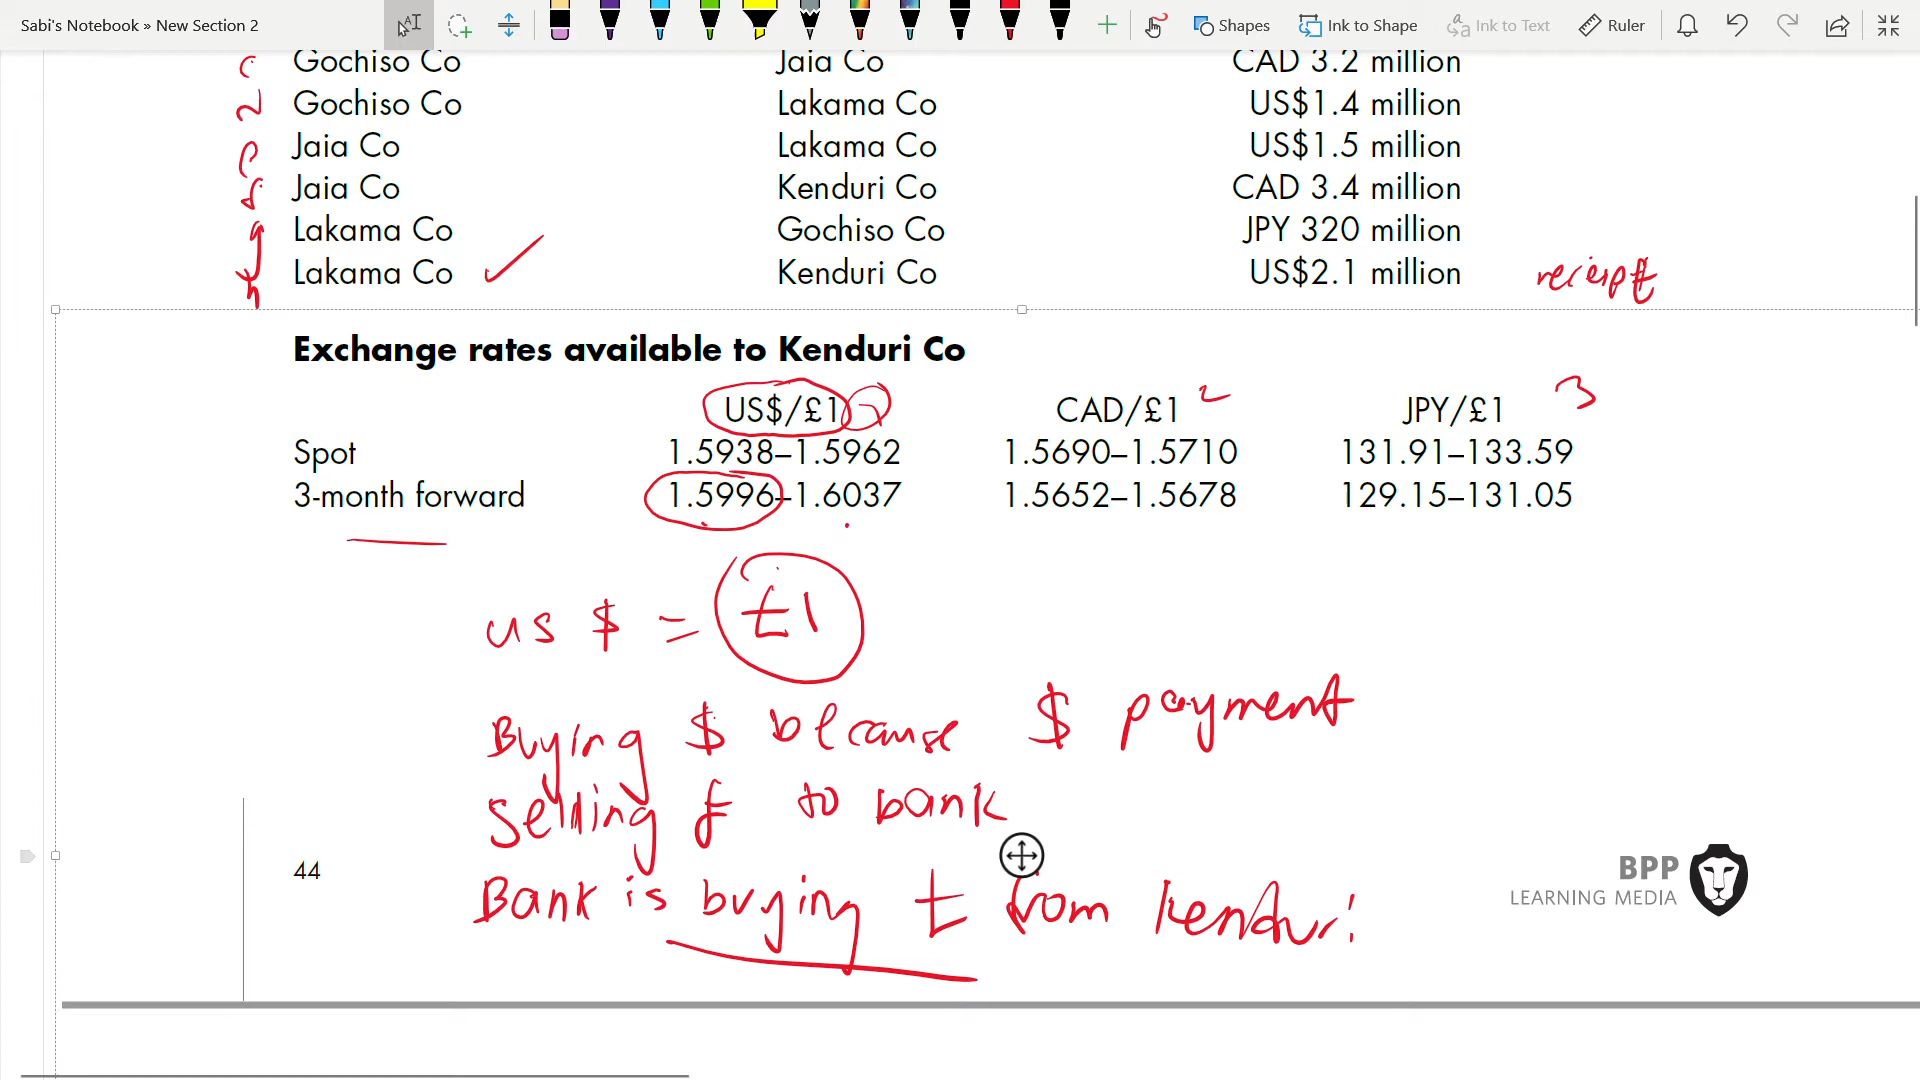 Sabi's Notebook » New Section 2
Shapes
Ink to Shape
Ink to Text
Ruler
c Gochiso Co Jaia Co CAD 3.2 million
Gochiso Co Lakama Co US$1.4 million
Jaia Co Lakama Co US$1.5 million
f Jaia Co Kenduri Co CAD 3.4 million
g Lakama Co Gochiso Co JPY 320 million
h Lakama Co Kenduri Co US$2.1 million receipt
Exchange rates available to Kenduri Co
US$/£1 CAD/£1 2 JPY/£1 3
Spot 1.5938–1.5962 1.5690–1.5710 131.91–133.59
3-month forward 1.5996–1.6037 1.5652–1.5678 129.15–131.05
us $ = £1
Buying $ because $ payment
Selling £ to bank
Bank is buying £ from kenduri
44
BPP
LEARNING MEDIA